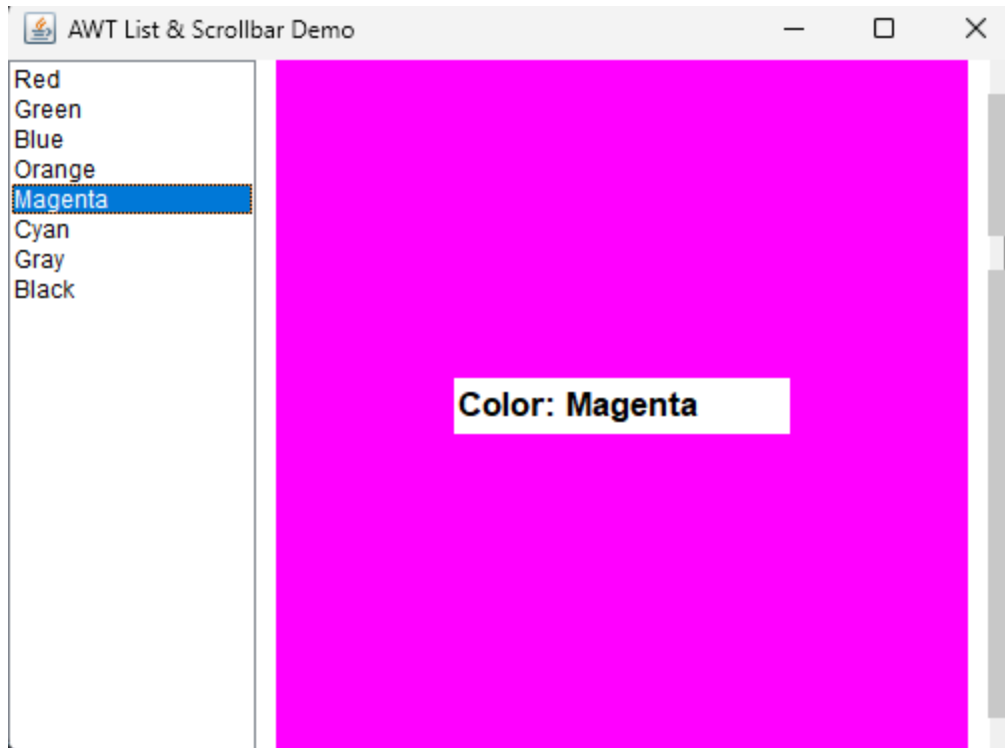 AWT List & Scrollbar Demo
Red
Green
Blue
Orange
Magenta
Cyan
Gray
Black
Color: Magenta